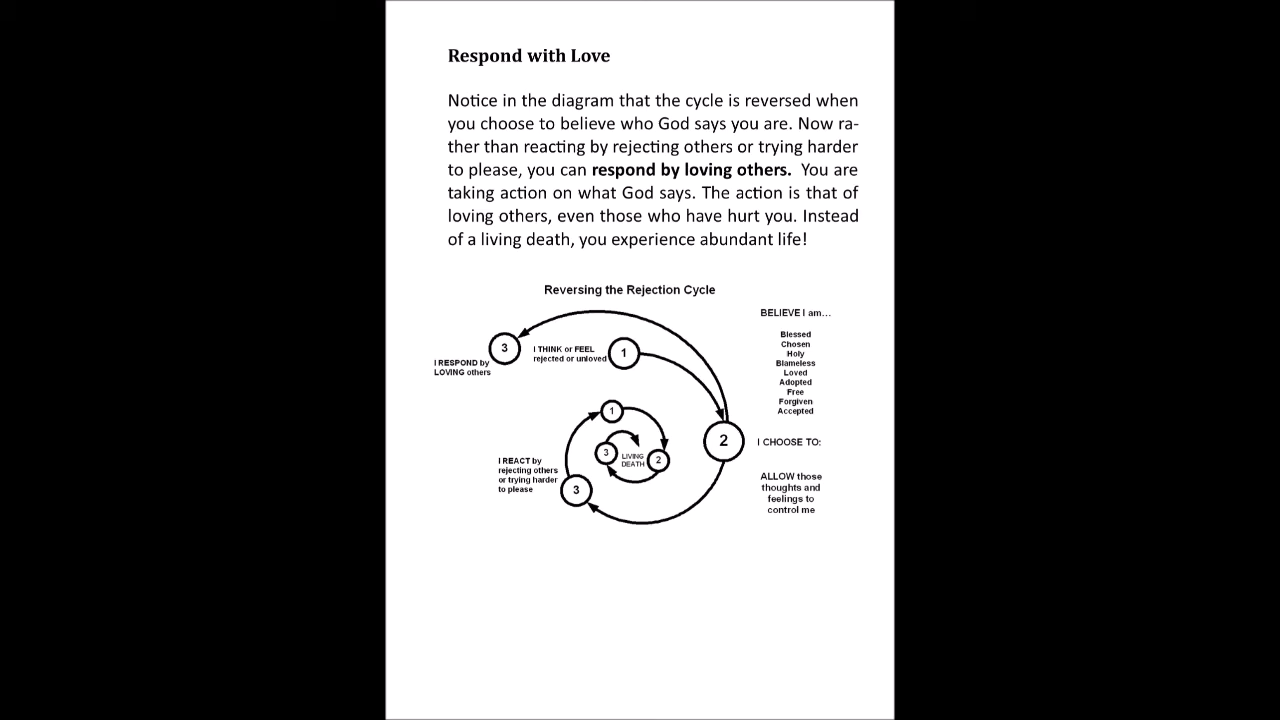 Respond with Love
Notice in the diagram that the cycle is reversed when
you choose to believe who God says you are. Now ra-
ther than reacting by rejecting others or trying harder
to please, you can respond by loving others. You are
taking action on what God says. The action is that of
loving others, even those who have hurt you. Instead
of a living death, you experience abundant life!
Reversing the Rejection Cycle
BELIEVE I am...
Blessed
Chosen
Holy
Blameless
Loved
Adopted
Free
Forgiven
Accepted
3
I RESPOND by
LOVING others
I THINK or FEEL
rejected or unloved
1
2
I CHOOSE TO:
ALLOW those
thoughts and
feelings to
control me
I REACT by
rejecting others
or trying harder
to please
3
1
2
3
LIVING
DEATH